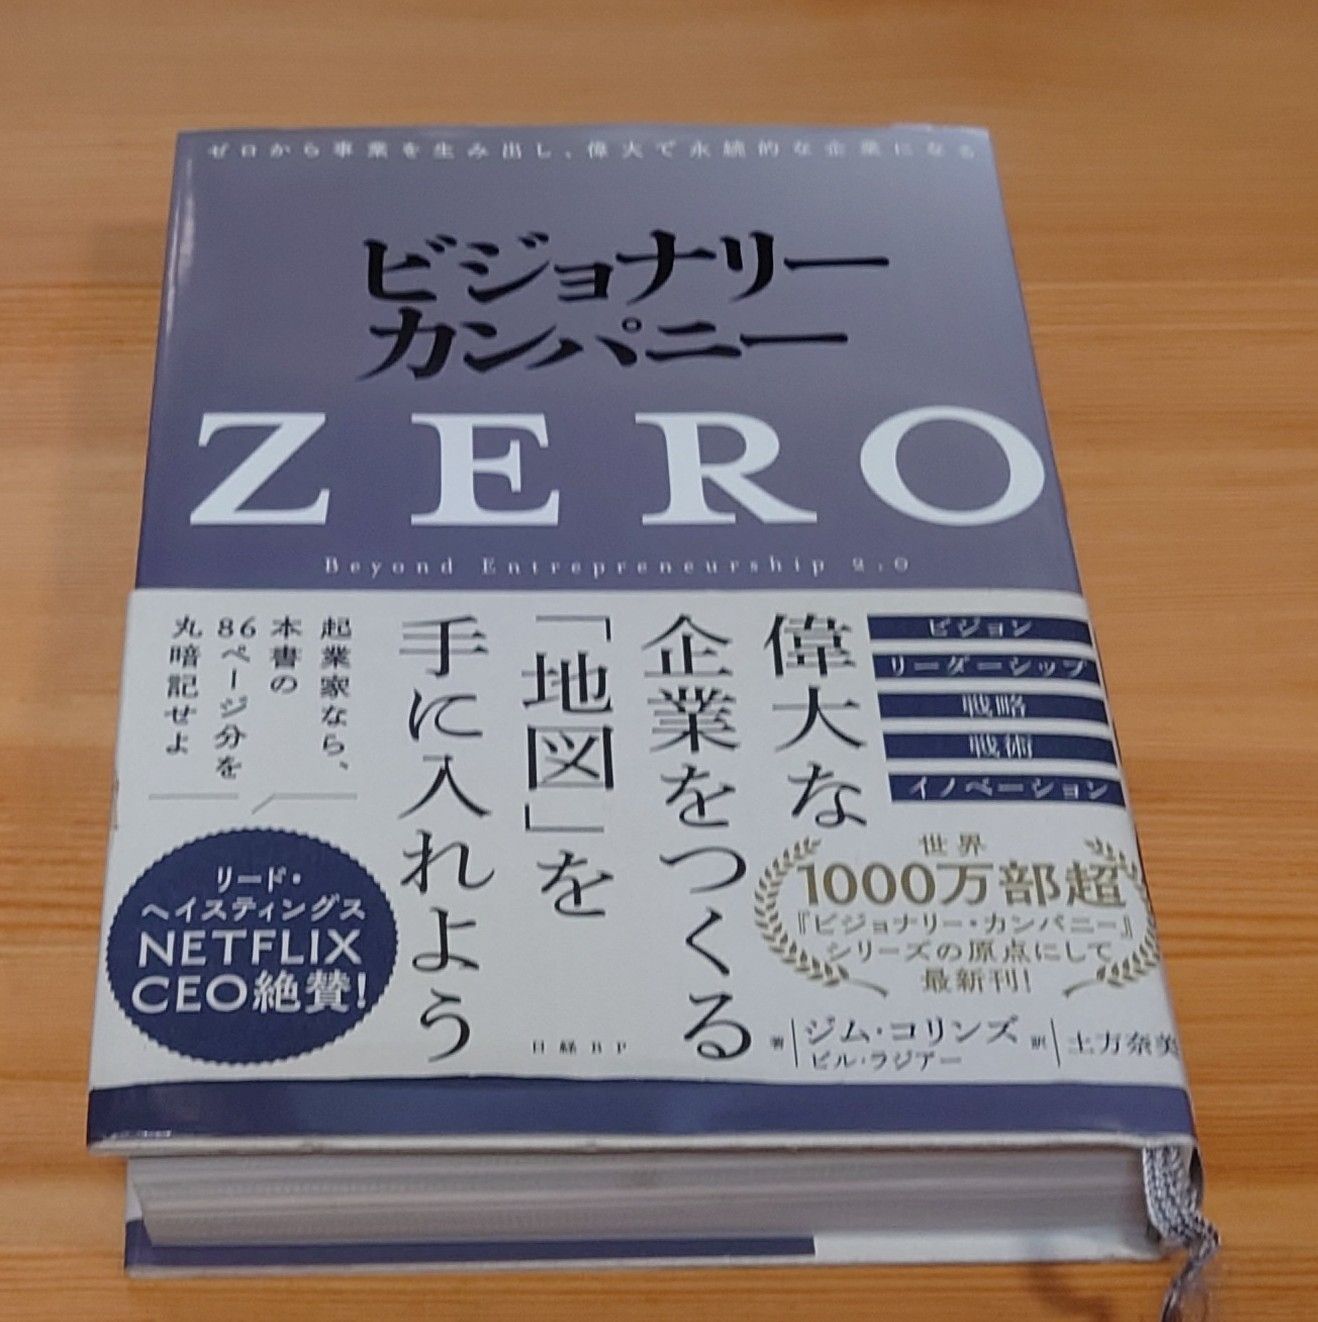 ゼロから事業を生み出し、偉大で永続的な企業になる
ビジョナリー
カンパニー
ZERO
Beyond Entrepreneurship 2.0
ビジョン
リーダーシップ
戦略
戦術
イノベーション
偉大な
企業をつくる
「地図」を
手に入れよう
起業家なら、
本書の
86ページ分を
丸暗記せよ
リード・
ヘイスティングス
NETFLIX
CEO絶賛!
世界
1000万部超
『ビジョナリー・カンパニー』
シリーズの原点にして
最新刊!
著 ジム・コリンズ
ビル・ラジアー
訳 土方奈美
日経BP